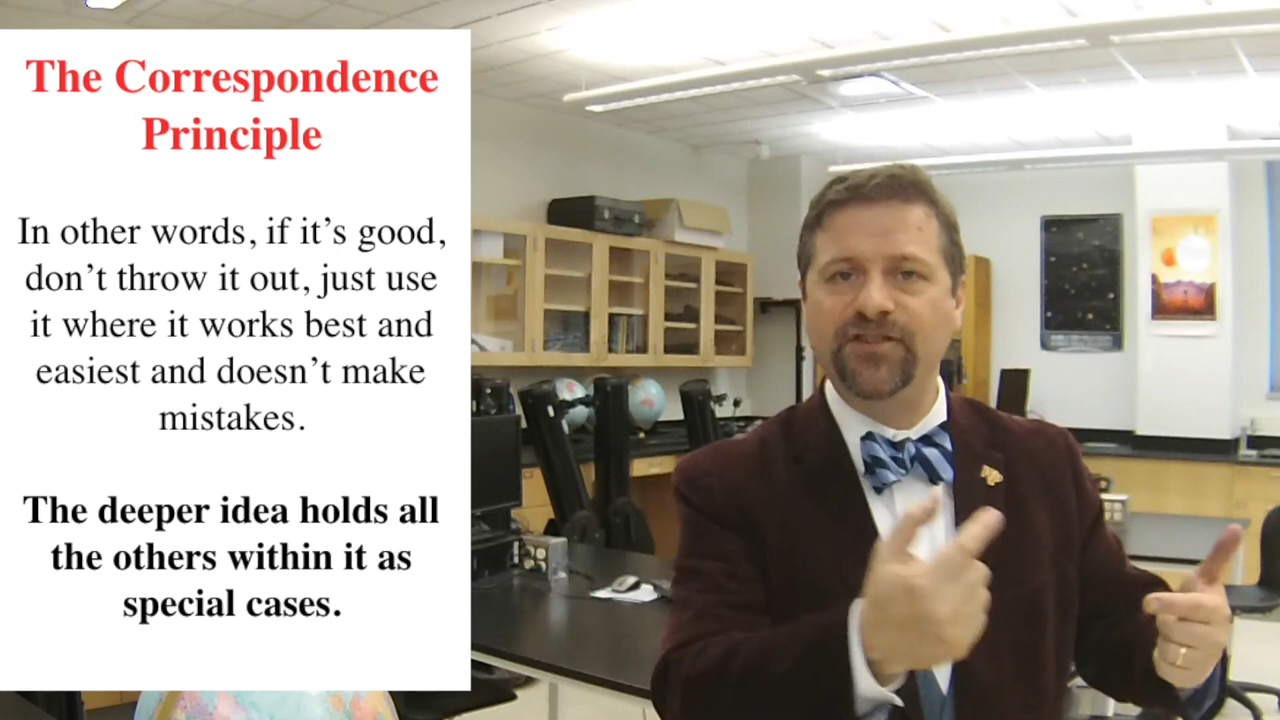 The Correspondence
Principle
In other words, if it’s good,
don’t throw it out, just use
it where it works best and
easiest and doesn’t make
mistakes.
The deeper idea holds all
the others within it as
special cases.